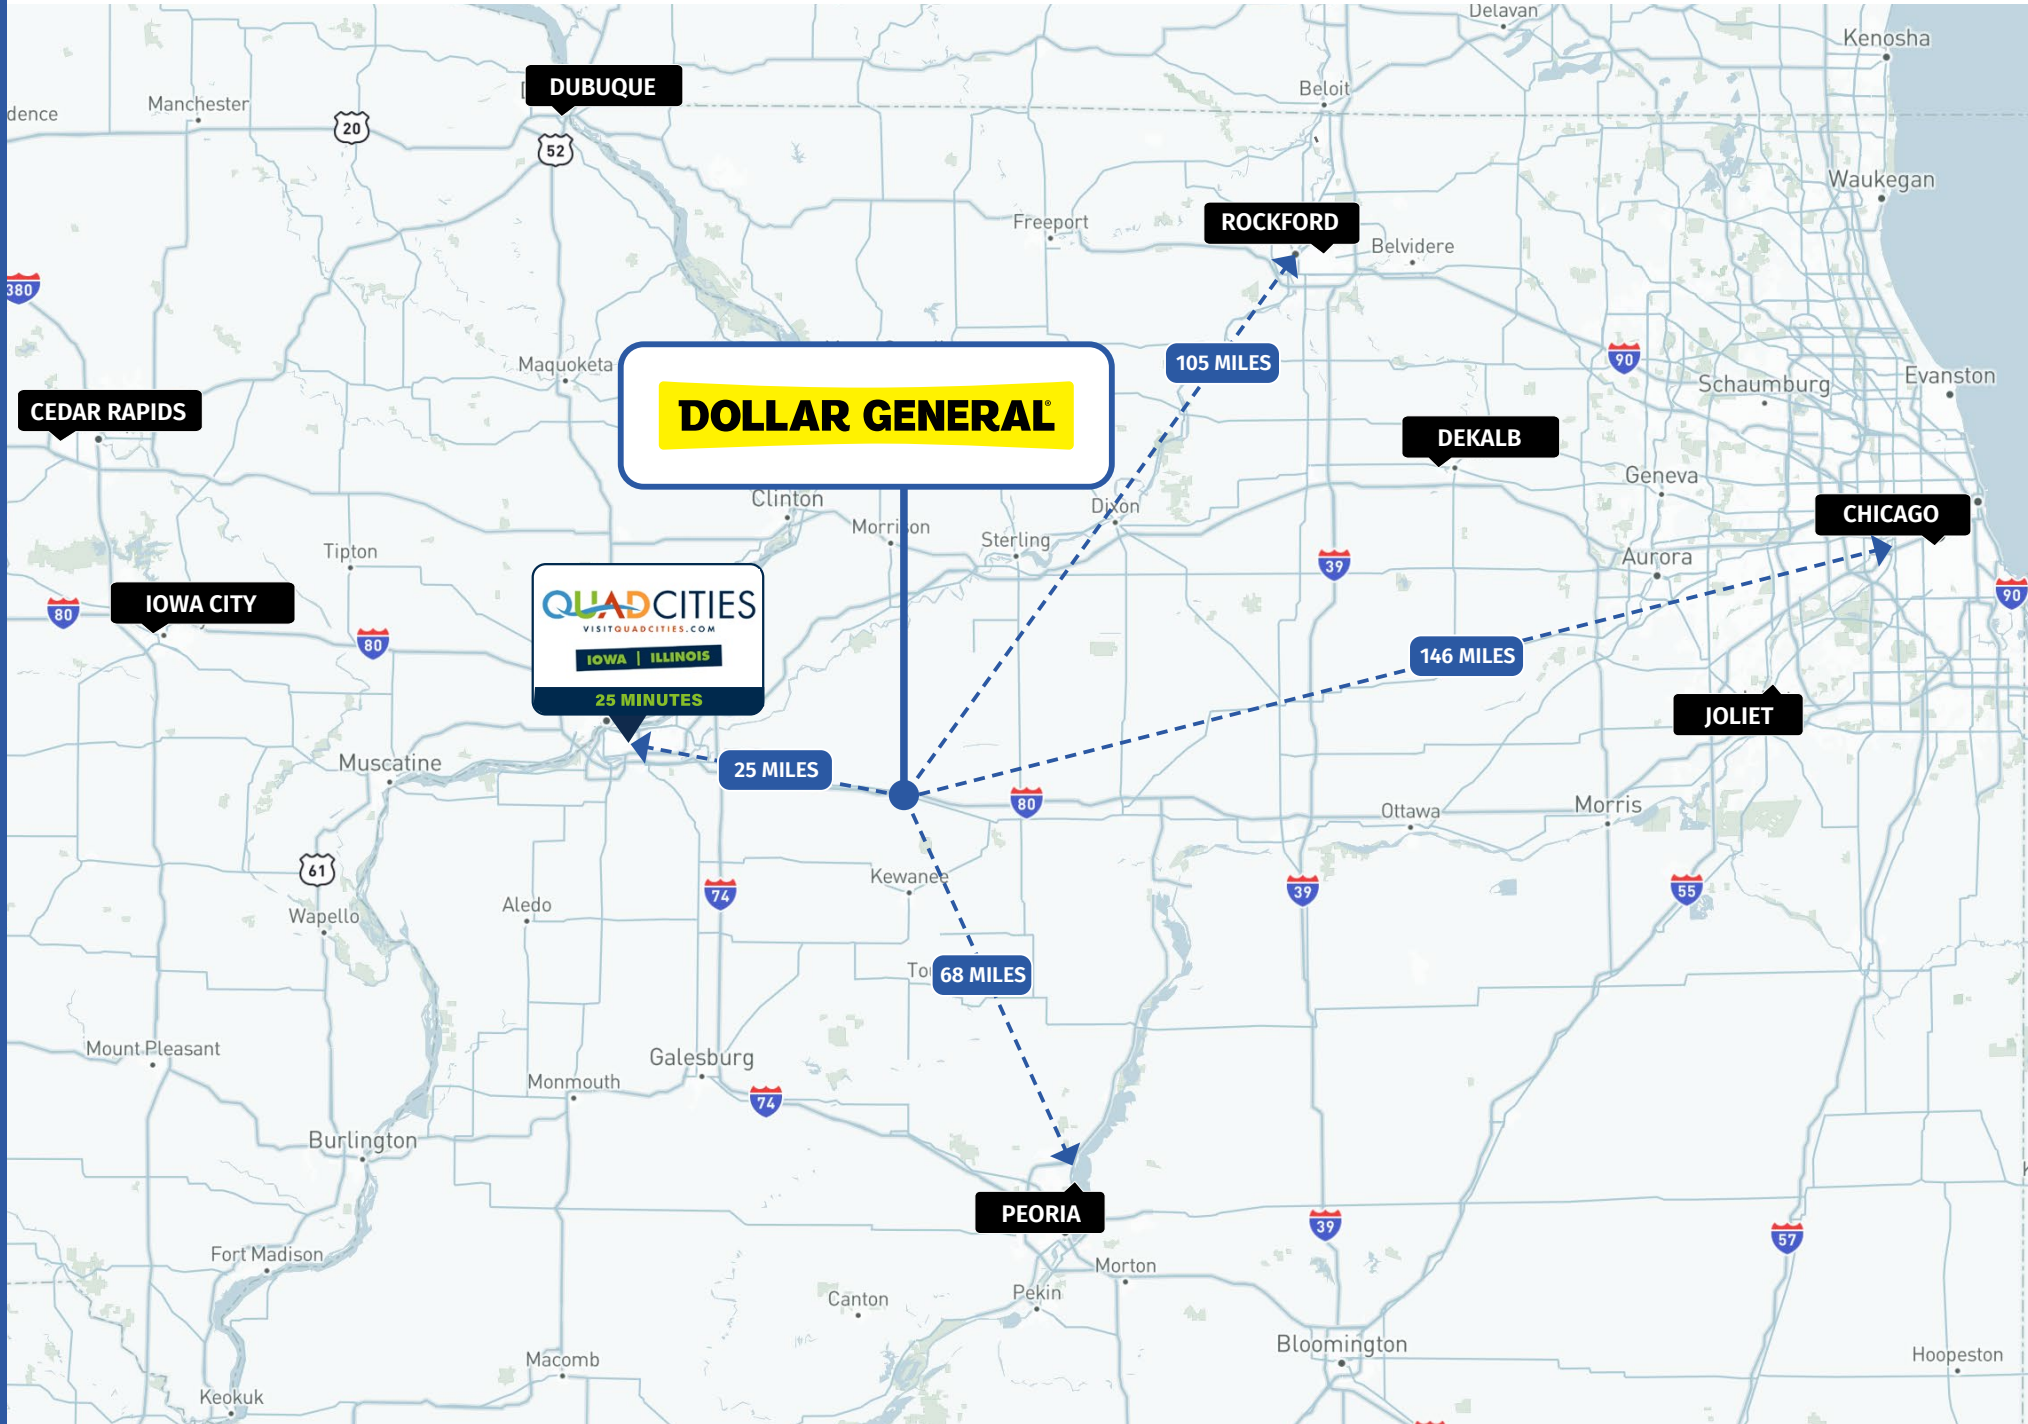 Delavan
Kenosha
DUBUQUE
Manchester
Beloit
dence
20
52
Waukegan
Freeport
ROCKFORD
Belvidere
380
105 MILES
90
Maquoketa
Schaumburg
Evanston
CEDAR RAPIDS
DOLLAR GENERAL®
DEKALB
Geneva
Clinton
Morrison
Dixon
CHICAGO
Sterling
Tipton
Aurora
39
80
IOWA CITY
QUAD CITIES
VISITQUADCITIES.COM
IOWA | ILLINOIS
25 MINUTES
90
80
146 MILES
JOLIET
Muscatine
25 MILES
80
Ottawa
Morris
61
Kewanee
74
39
55
Wapello
Aledo
To
68 MILES
Mount Pleasant
Galesburg
Monmouth
74
Burlington
PEORIA
39
57
Fort Madison
Morton
Canton
Pekin
Bloomington
Macomb
Hoopeston
Keokuk